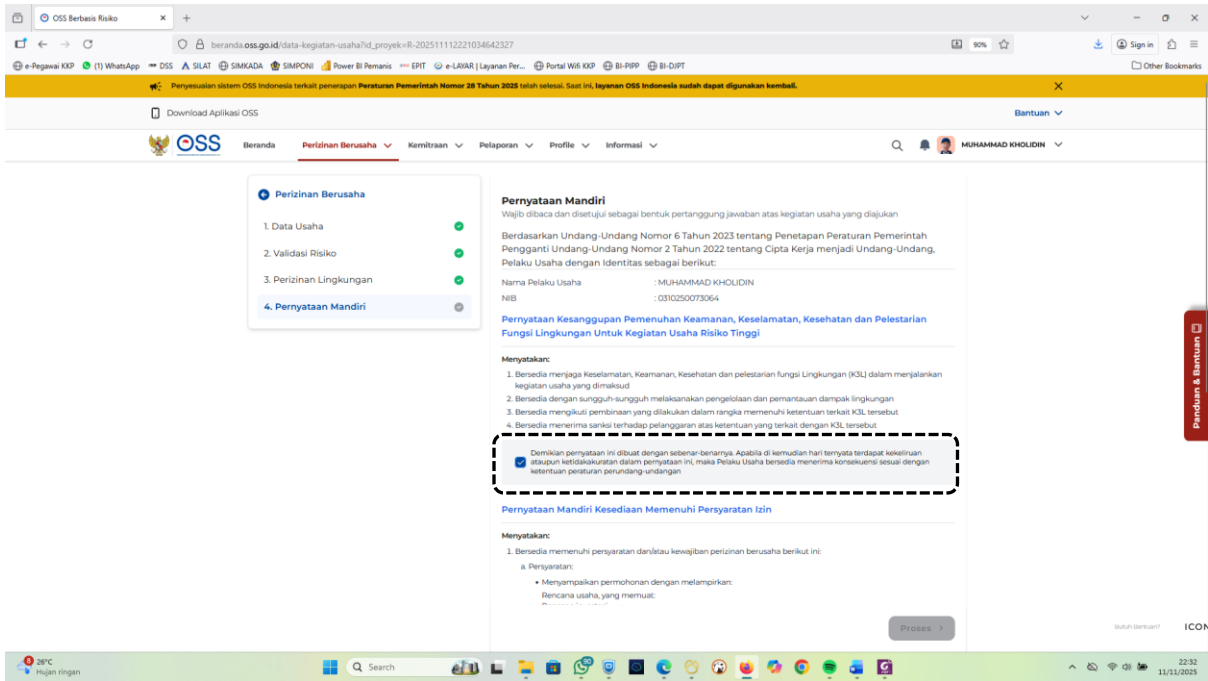 OSS Berbasis Risiko
beranda.oss.go.id/data-kegiatan-usaha?id_proyek=R-202511112221034642327
90%
Sign in
e-Pegawai KKP (1) WhatsApp DSS SILAT SIMKADA SIMPONI Power BI Pemanis EPIT e-LAYAR | Layanan Per... Portal Wifi KKP BI-PIPP BI-DJPT Other Bookmarks
Penyesuaian sistem OSS Indonesia terkait penerapan Peraturan Pemerintah Nomor 28 Tahun 2025 telah selesai. Saat ini, layanan OSS Indonesia sudah dapat digunakan kembali.
Download Aplikasi OSS
Bantuan
OSS
Beranda Perizinan Berusaha Kemitraan Pelaporan Profile Informasi
MUHAMMAD KHOLIDIN
Perizinan Berusaha
1. Data Usaha
2. Validasi Risiko
3. Perizinan Lingkungan
4. Pernyataan Mandiri
Pernyataan Mandiri
Wajib dibaca dan disetujui sebagai bentuk pertanggung jawaban atas kegiatan usaha yang diajukan
Berdasarkan Undang-Undang Nomor 6 Tahun 2023 tentang Penetapan Peraturan Pemerintah
Pengganti Undang-Undang Nomor 2 Tahun 2022 tentang Cipta Kerja menjadi Undang-Undang,
Pelaku Usaha dengan Identitas sebagai berikut:
Nama Pelaku Usaha : MUHAMMAD KHOLIDIN
NIB : 0310250073064
Pernyataan Kesanggupan Pemenuhan Keamanan, Keselamatan, Kesehatan dan Pelestarian
Fungsi Lingkungan Untuk Kegiatan Usaha Risiko Tinggi
Menyatakan:
1. Bersedia menjaga Keselamatan, Keamanan, Kesehatan dan pelestarian fungsi Lingkungan (K3L) dalam menjalankan
kegiatan usaha yang dimaksud
2. Bersedia dengan sungguh-sungguh melaksanakan pengelolaan dan pemantauan dampak lingkungan
3. Bersedia mengikuti pembinaan yang dilakukan dalam rangka memenuhi ketentuan terkait K3L tersebut
4. Bersedia menerima sanksi terhadap pelanggaran atas ketentuan yang terkait dengan K3L tersebut
Demikian pernyataan ini dibuat dengan sebenar-benarnya. Apabila di kemudian hari ternyata terdapat kekeliruan
ataupun ketidakakuratan dalam pernyataan ini, maka Pelaku Usaha bersedia menerima konsekuensi sesuai dengan
ketentuan peraturan perundang-undangan
Pernyataan Mandiri Kesediaan Memenuhi Persyaratan Izin
Menyatakan:
1. Bersedia memenuhi persyaratan dan/atau kewajiban perizinan berusaha berikut ini:
a. Persyaratan:
• Menyampaikan permohonan dengan melampirkan:
Rencana usaha, yang memuat:
Proses
Panduan & Bantuan
Butuh Bantuan?
ICON
8
26°C
Hujan ringan
Search
22:32
11/11/2025